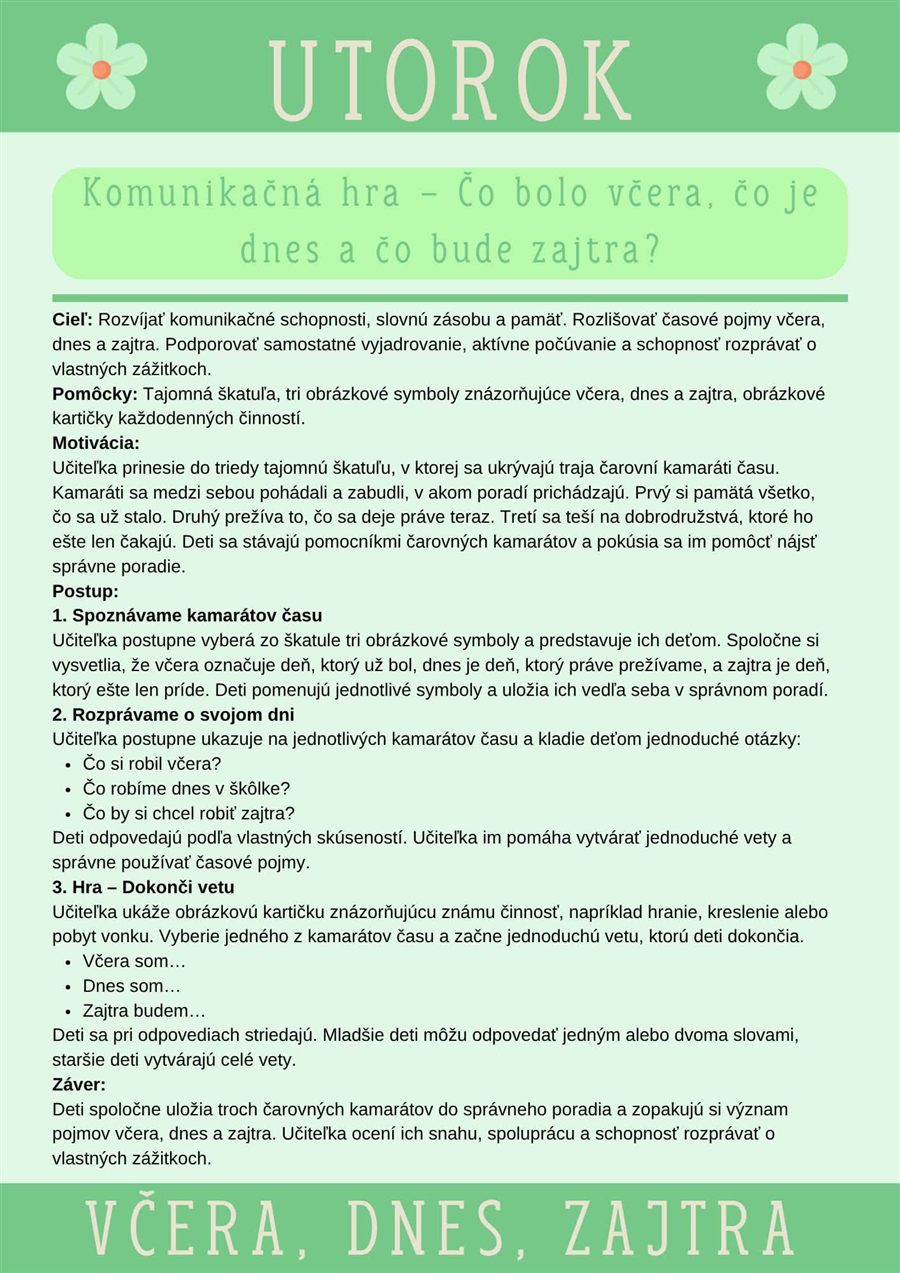 UTOROK
Komunikačná hra – Čo bolo včera, čo je
dnes a čo bude zajtra?
Cieľ: Rozvíjať komunikačné schopnosti, slovnú zásobu a pamäť. Rozlišovať časové pojmy včera,
dnes a zajtra. Podporovať samostatné vyjadrovanie, aktívne počúvanie a schopnosť rozprávať o
vlastných zážitkoch.
Pomôcky: Tajomná škatuľa, tri obrázkové symboly znázorňujúce včera, dnes a zajtra, obrázkové
kartičky každodenných činností.
Motivácia:
Učiteľka prinesie do triedy tajomnú škatuľu, v ktorej sa ukrývajú traja čarovní kamaráti času.
Kamaráti sa medzi sebou pohádali a zabudli, v akom poradí prichádzajú. Prvý si pamätá všetko,
čo sa už stalo. Druhý prežíva to, čo sa deje práve teraz. Tretí sa teší na dobrodružstvá, ktoré ho
ešte len čakajú. Deti sa stávajú pomocníkmi čarovných kamarátov a pokúsia sa im pomôcť nájsť
správne poradie.
Postup:
1. Spoznávame kamarátov času
Učiteľka postupne vyberá zo škatule tri obrázkové symboly a predstavuje ich deťom. Spoločne si
vysvetlia, že včera označuje deň, ktorý už bol, dnes je deň, ktorý práve prežívame, a zajtra je deň,
ktorý ešte len príde. Deti pomenujú jednotlivé symboly a uložia ich vedľa seba v správnom poradí.
2. Rozprávame o svojom dni
Učiteľka postupne ukazuje na jednotlivých kamarátov času a kladie deťom jednoduché otázky:
• Čo si robil včera?
• Čo robíme dnes v škôlke?
• Čo by si chcel robiť zajtra?
Deti odpovedajú podľa vlastných skúseností. Učiteľka im pomáha vytvárať jednoduché vety a
správne používať časové pojmy.
3. Hra – Dokonči vetu
Učiteľka ukáže obrázkovú kartičku znázorňujúcu známu činnosť, napríklad hranie, kreslenie alebo
pobyt vonku. Vyberie jedného z kamarátov času a začne jednoduchú vetu, ktorú deti dokončia.
• Včera som…
• Dnes som…
• Zajtra budem…
Deti sa pri odpovediach striedajú. Mladšie deti môžu odpovedať jedným alebo dvoma slovami,
staršie deti vytvárajú celé vety.
Záver:
Deti spoločne uložia troch čarovných kamarátov do správneho poradia a zopakujú si význam
pojmov včera, dnes a zajtra. Učiteľka ocení ich snahu, spoluprácu a schopnosť rozprávať o
vlastných zážitkoch.
VČERA, DNES, ZAJTRA